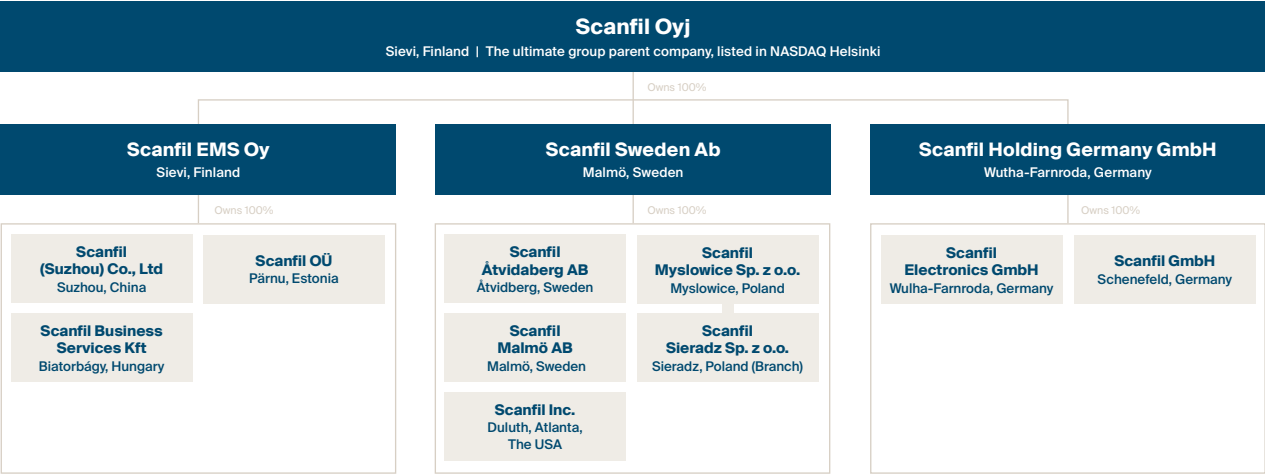 Scanfil Oyj
Sievi, Finland | The ultimate group parent company, listed in NASDAQ Helsinki
Owns 100%
Scanfil EMS Oy
Sievi, Finland
Scanfil Sweden Ab
Malmö, Sweden
Scanfil Holding Germany GmbH
Wutha-Farnroda, Germany
Owns 100%
Owns 100%
Owns 100%
Scanfil
(Suzhou) Co., Ltd
Suzhou, China
Scanfil OÜ
Pärnu, Estonia
Scanfil Business
Services Kft
Biatorbágy, Hungary
Scanfil
Åtvidaberg AB
Åtvidberg, Sweden
Scanfil
Myslowice Sp. z o.o.
Myslowice, Poland
Scanfil
Malmö AB
Malmö, Sweden
Scanfil
Sieradz Sp. z o.o.
Sieradz, Poland (Branch)
Scanfil Inc.
Duluth, Atlanta,
The USA
Scanfil
Electronics GmbH
Wulha-Farnroda, Germany
Scanfil GmbH
Schenefeld, Germany